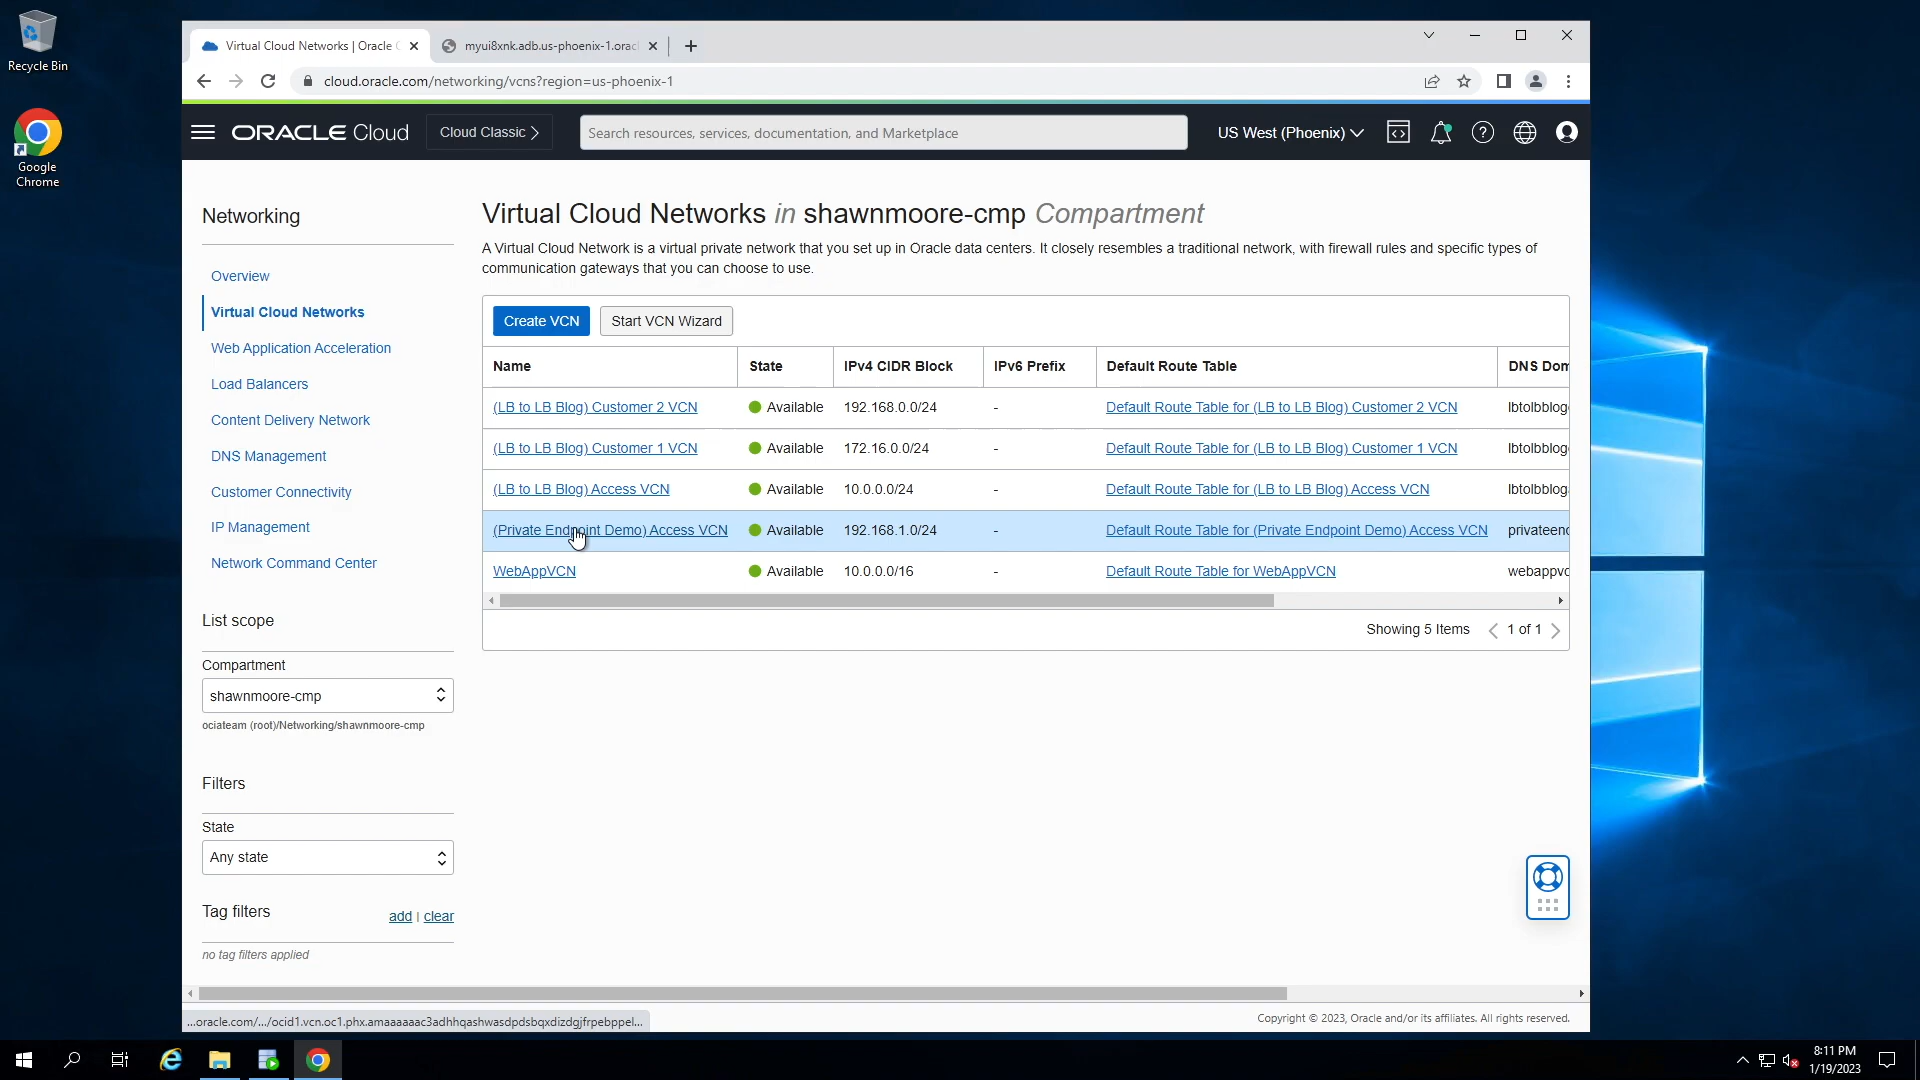 Recycle Bin
Google
Chrome
Virtual Cloud Networks | Oracle C
myui8xnk.adb.us-phoenix-1.orac
cloud.oracle.com/networking/vcns?region=us-phoenix-1
ORACLE Cloud
Cloud Classic
Search resources, services, documentation, and Marketplace
US West (Phoenix)
Networking
Overview
Virtual Cloud Networks
Web Application Acceleration
Load Balancers
Content Delivery Network
DNS Management
Customer Connectivity
IP Management
Network Command Center
List scope
Compartment
shawnmoore-cmp
ociateam (root)/Networking/shawnmoore-cmp
Filters
State
Any state
Tag filters add | clear
no tag filters applied
Virtual Cloud Networks in shawnmoore-cmp Compartment
A Virtual Cloud Network is a virtual private network that you set up in Oracle data centers. It closely resembles a traditional network, with firewall rules and specific types of
communication gateways that you can choose to use.
Create VCN Start VCN Wizard
Name State IPv4 CIDR Block IPv6 Prefix Default Route Table DNS Dom
(LB to LB Blog) Customer 2 VCN Available 192.168.0.0/24 - Default Route Table for (LB to LB Blog) Customer 2 VCN lbtolbblog
(LB to LB Blog) Customer 1 VCN Available 172.16.0.0/24 - Default Route Table for (LB to LB Blog) Customer 1 VCN lbtolbblog
(LB to LB Blog) Access VCN Available 10.0.0.0/24 - Default Route Table for (LB to LB Blog) Access VCN lbtolbblog
(Private Endpoint Demo) Access VCN Available 192.168.1.0/24 - Default Route Table for (Private Endpoint Demo) Access VCN privateend
WebAppVCN Available 10.0.0.0/16 - Default Route Table for WebAppVCN webappvc
Showing 5 Items 1 of 1
...oracle.com/.../ocid1.vcn.oc1.phx.amaaaaaac3adhhqashwasdpdsbqxdizdgjfrpebppel...
Copyright © 2023, Oracle and/or its affiliates. All rights reserved.
8:11 PM
1/19/2023